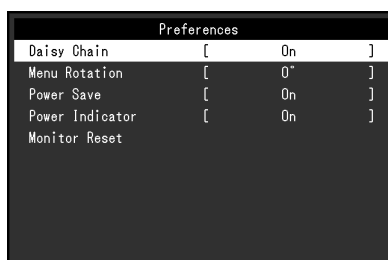 Preferences
Daisy Chain [ On ]
Menu Rotation [ 0° ]
Power Save [ On ]
Power Indicator [ On ]
Monitor Reset